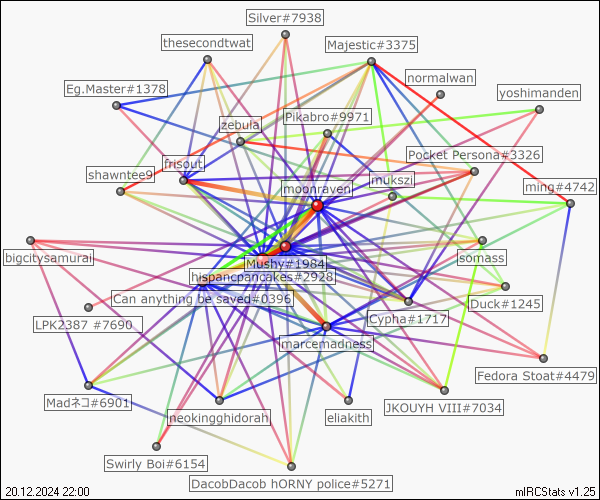 Silver#7938
thesecondtwat
Majestic#3375
normalwan
Eg.Master#1378
yoshimanden
Pikabro#9971
zebula
Pocket Persona#3326
frisout
shawntee9
mukszi
moonraven
ming#4742
bigcitysamurai
somass
Mushy#1984
hispancpancakes#2928
Can anything be saved#0396
Duck#1245
LPK2387 #7690
Cypha#1717
marcemadness
Fedora Stoat#4479
Madネコ#6901
JKOUYH VIII#7034
neokingghidorah
eliakith
Swirly Boi#6154
DacobDacob hORNY police#5271
20.12.2024 22:00
mIRCStats v1.25